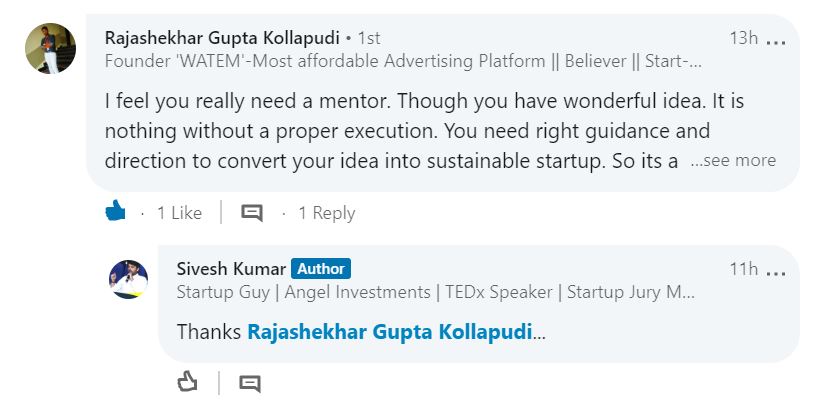 Rajashekhar Gupta Kollapudi • 1st 13h ...
Founder 'WATEM'-Most affordable Advertising Platform || Believer || Start-...
I feel you really need a mentor. Though you have wonderful idea. It is
nothing without a proper execution. You need right guidance and
direction to convert your idea into sustainable startup. So its a ...see more
· 1 Like | · 1 Reply
Sivesh Kumar Author 11h ...
Startup Guy | Angel Investments | TEDx Speaker | Startup Jury M...
Thanks Rajashekhar Gupta Kollapudi...